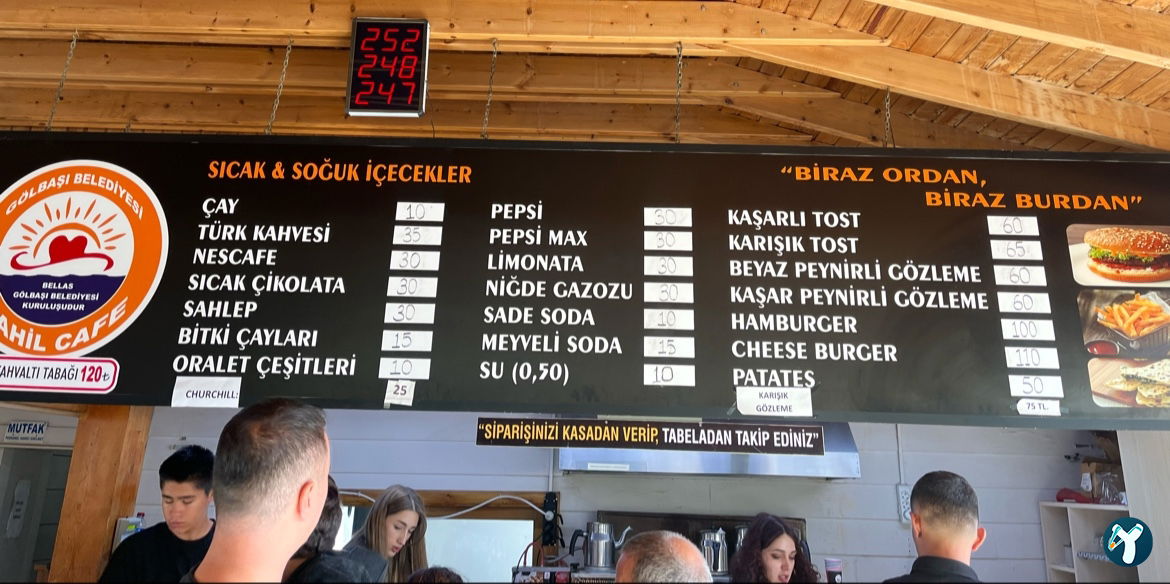 252
248
247
GÖLBAŞI BELEDİYESİ
BELLAS
GÖLBAŞI BELEDİYESİ
KURULUŞUDUR
CAFE
KAHVALTI TABAĞI 120₺
SICAK & SOĞUK İÇECEKLER
ÇAY 10
TÜRK KAHVESİ 35
NESCAFE 30
SICAK ÇİKOLATA 30
SAHLEP 30
BİTKİ ÇAYLARI 15
ORALET ÇEŞİTLERİ 10
CHURCHILL: 25
PEPSİ 30
PEPSİ MAX 30
LİMONATA 30
NİĞDE GAZOZU 30
SADE SODA 10
MEYVELİ SODA 15
SU (0,50) 10
"BİRAZ ORDAN,
BİRAZ BURDAN"
KAŞARLI TOST 60
KARIŞIK TOST 65
BEYAZ PEYNİRLİ GÖZLEME 60
KAŞAR PEYNİRLİ GÖZLEME 60
HAMBURGER 100
CHEESE BURGER 110
PATATES 50
KARIŞIK
GÖZLEME 75 TL.
"SİPARİŞİNİZİ KASADAN VERİP, TABELADAN TAKİP EDİNİZ"
MUTFAK